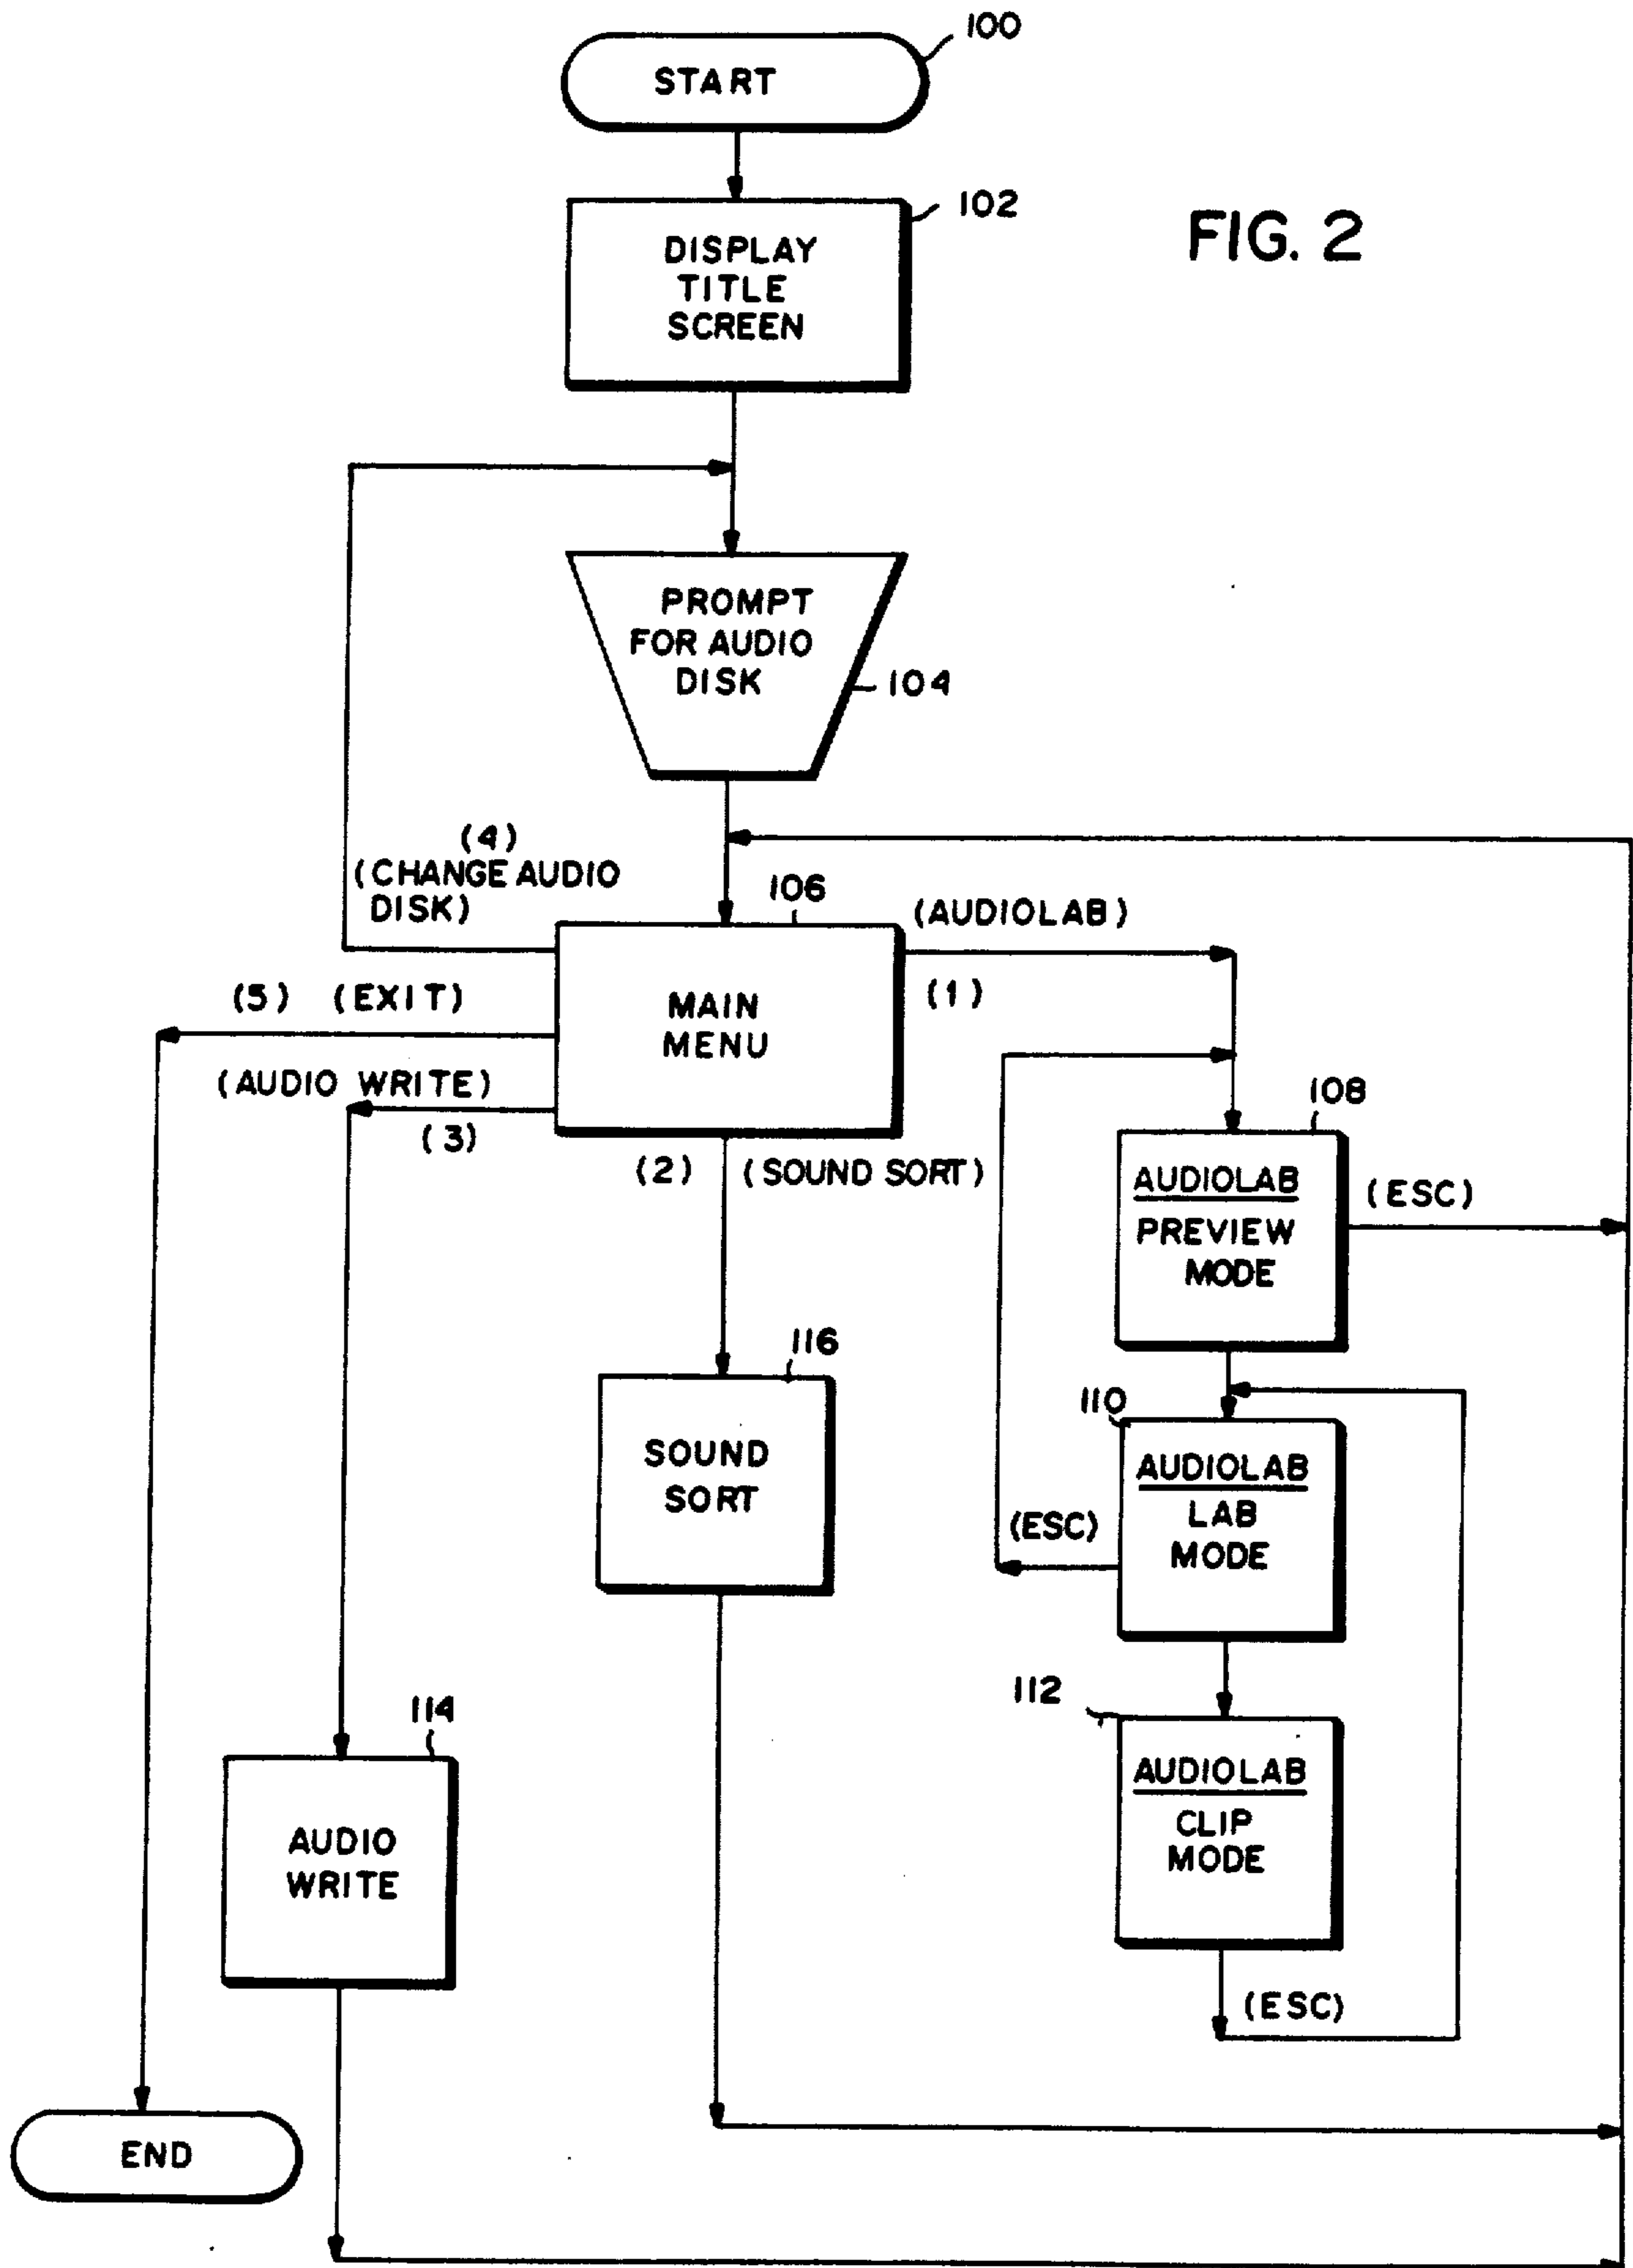 100
START
102
DISPLAY
TITLE
SCREEN
FIG. 2
PROMPT
FOR AUDIO
DISK
104
(4)
(CHANGE AUDIO
DISK)
106
(AUDIOLAB)
(1)
MAIN
MENU
(5) (EXIT)
(AUDIO WRITE)
(3)
(2) (SOUND SORT)
108
AUDIOLAB
PREVIEW
MODE
(ESC)
116
SOUND
SORT
110
AUDIOLAB
LAB
MODE
(ESC)
112
AUDIOLAB
CLIP
MODE
(ESC)
114
AUDIO
WRITE
END